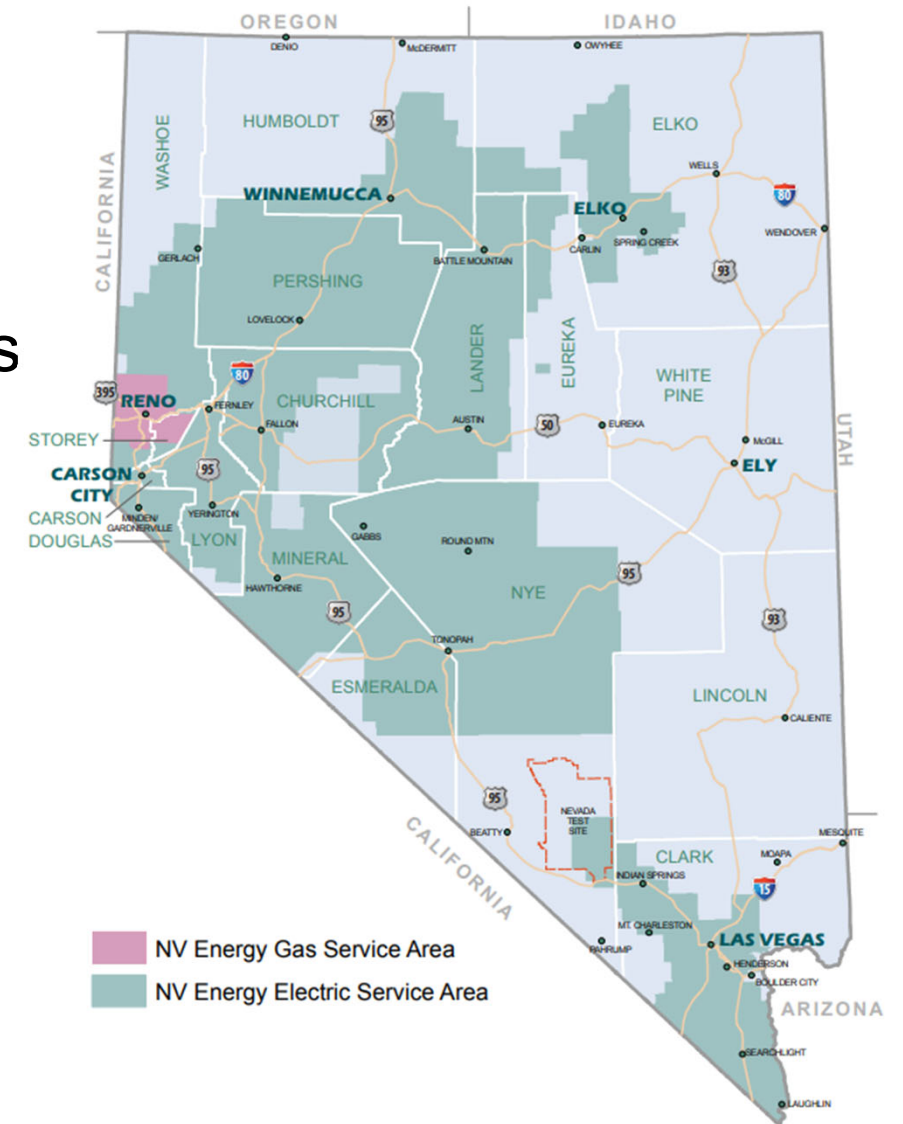 OREGON
IDAHO
DENIO
McDERMITT
OWYHEE
HUMBOLDT
95
ELKO
WASHOE
CALIFORNIA
WELLS
WINNEMUCCA
80
ELKO
WENDOVER
SPRING CREEK
CARLIN
GERLACH
BATTLE MOUNTAIN
93
PERSHING
LOVELOCK
S
LANDER
EUREKA
80
WHITE
PINE
395
RENO
FERNLEY
CHURCHILL
FALLON
AUSTIN
50
EUREKA
UTAH
STOREY
McGILL
ELY
95
CARSON
CITY
CARSON
MINDEN/
GARDNERVILLE
YERINGTON
DOUGLAS
LYON
GABBS
ROUND MTN
MINERAL
HAWTHORNE
95
NYE
95
93
TONOPAH
ESMERALDA
LINCOLN
CALIENTE
95
NEVADA
TEST
SITE
BEATTY
CALIFORNIA
MESQUITE
CLARK
MOAPA
INDIAN SPRINGS
15
MT. CHARLESTON
LAS VEGAS
PAHRUMP
HENDERSON
BOULDER CITY
NV Energy Gas Service Area
NV Energy Electric Service Area
ARIZONA
SEARCHLIGHT
LAUGHLIN